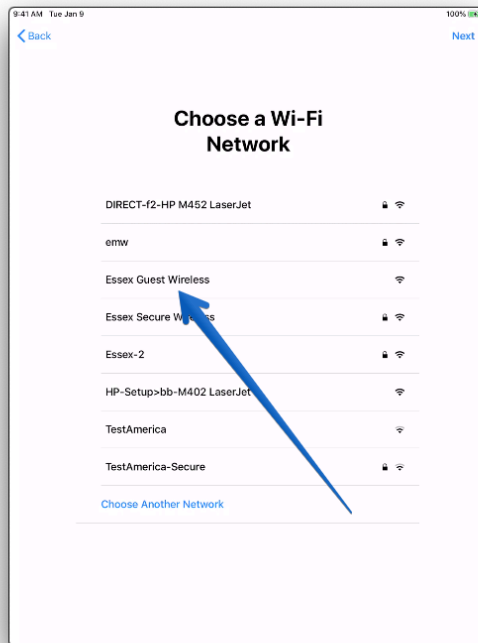 9:41 AM Tue Jan 9 100%
Back Next
Choose a Wi-Fi
Network
DIRECT-f2-HP M452 LaserJet
emw
Essex Guest Wireless
Essex Secure
Essex-2
HP-Setup>bb-M402 LaserJet
TestAmerica
TestAmerica-Secure
Choose Another Network